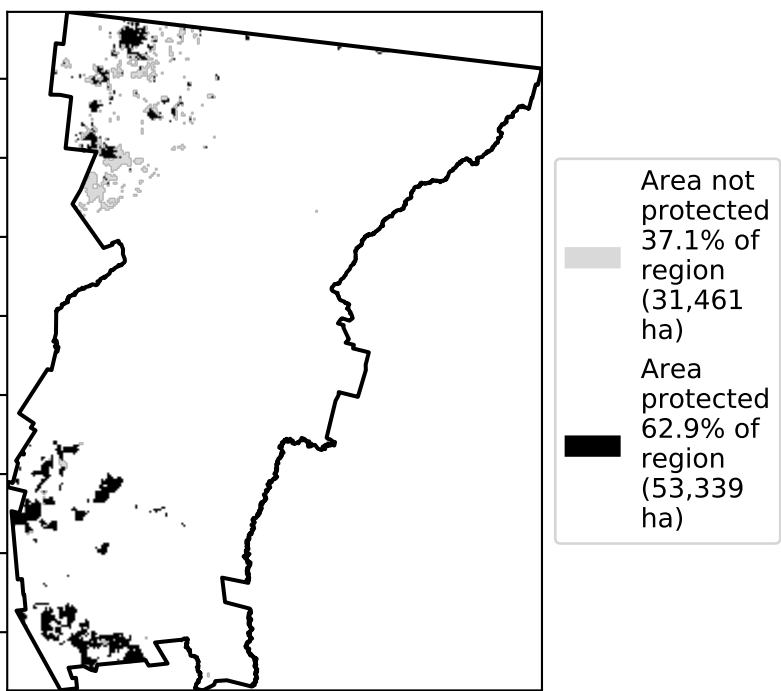 Area not
protected
37.1% of
region
(31,461
ha)
Area
protected
62.9% of
region
(53,339
ha)